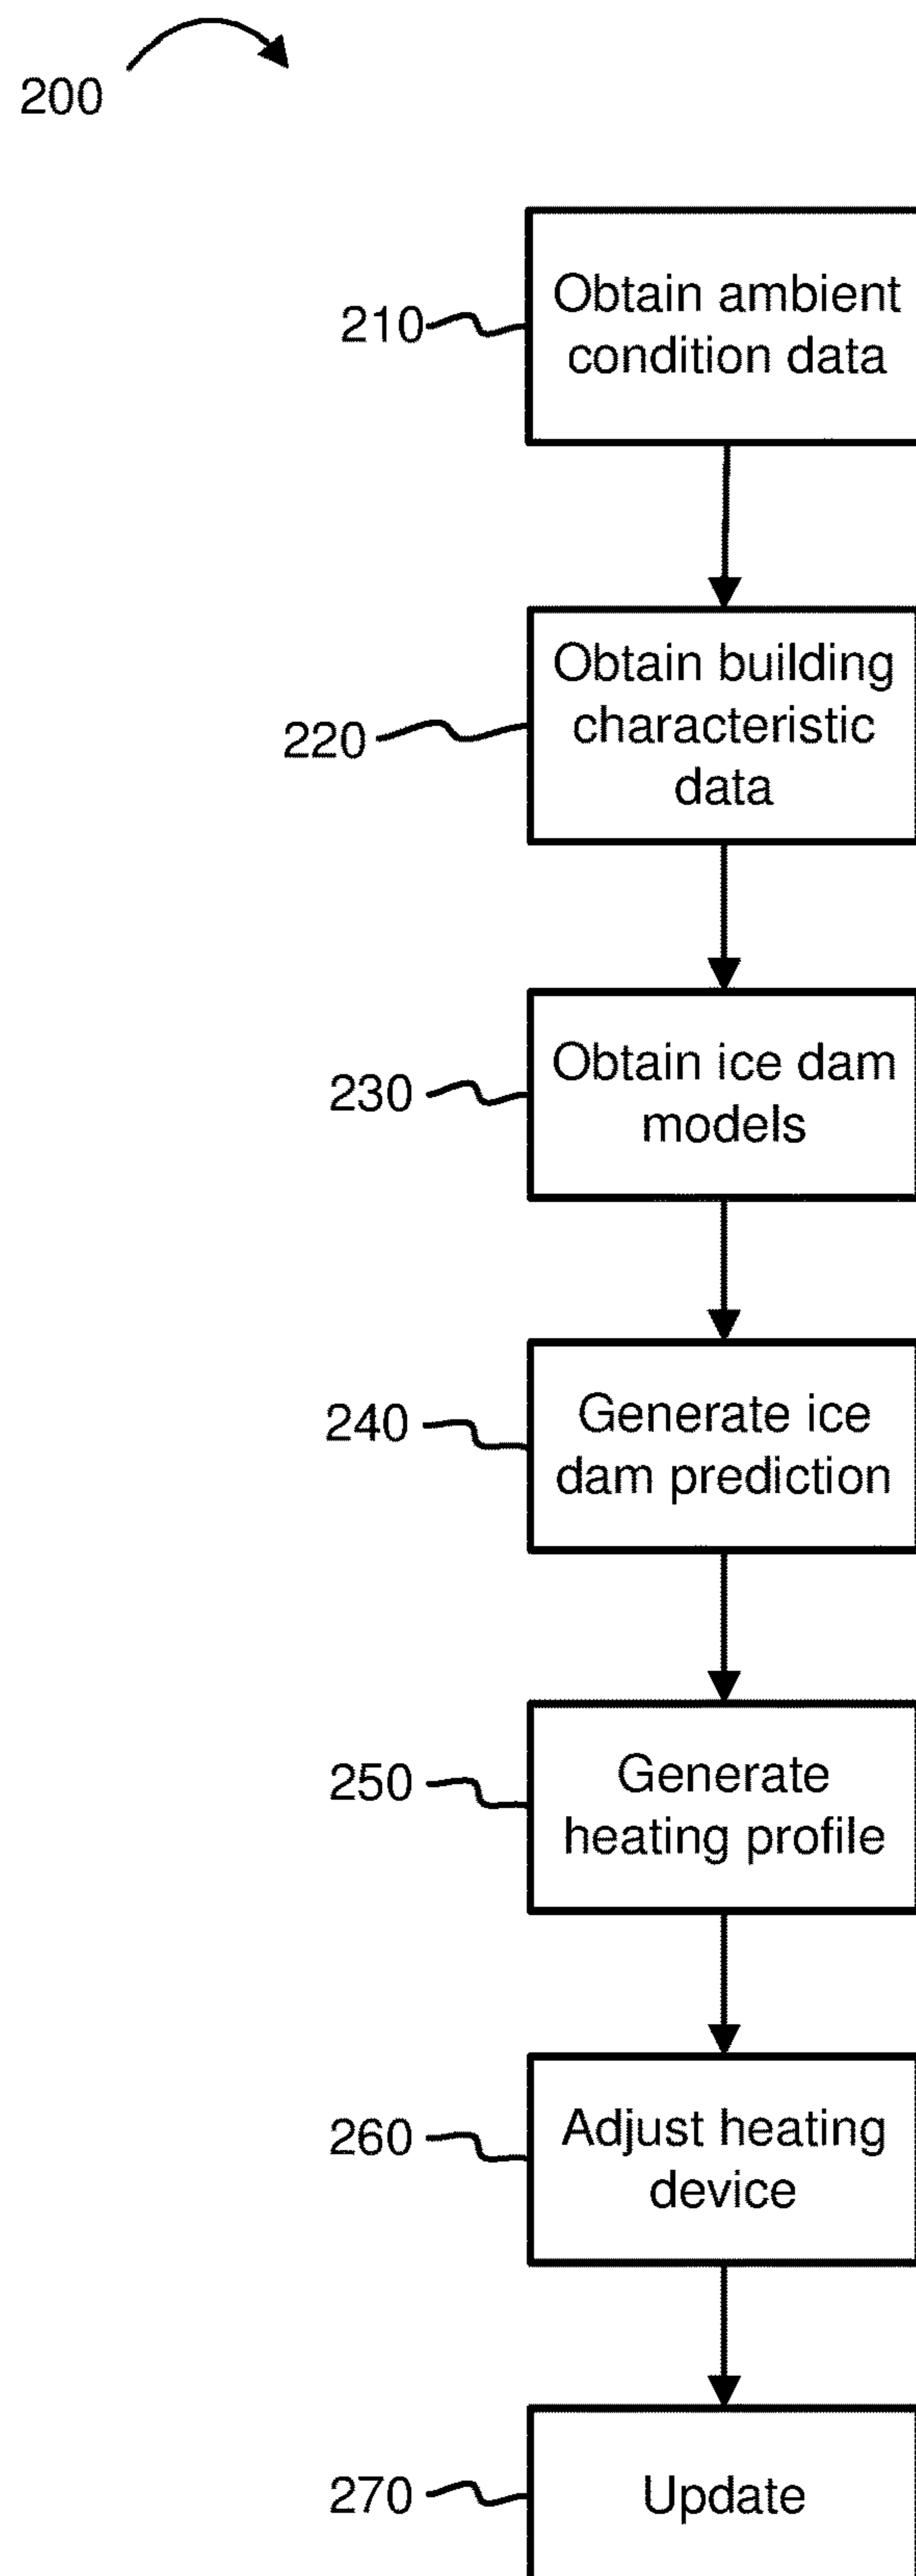 200
210
Obtain ambient
condition data
220
Obtain building
characteristic
data
230
Obtain ice dam
models
240
Generate ice
dam prediction
250
Generate
heating profile
260
Adjust heating
device
270
Update